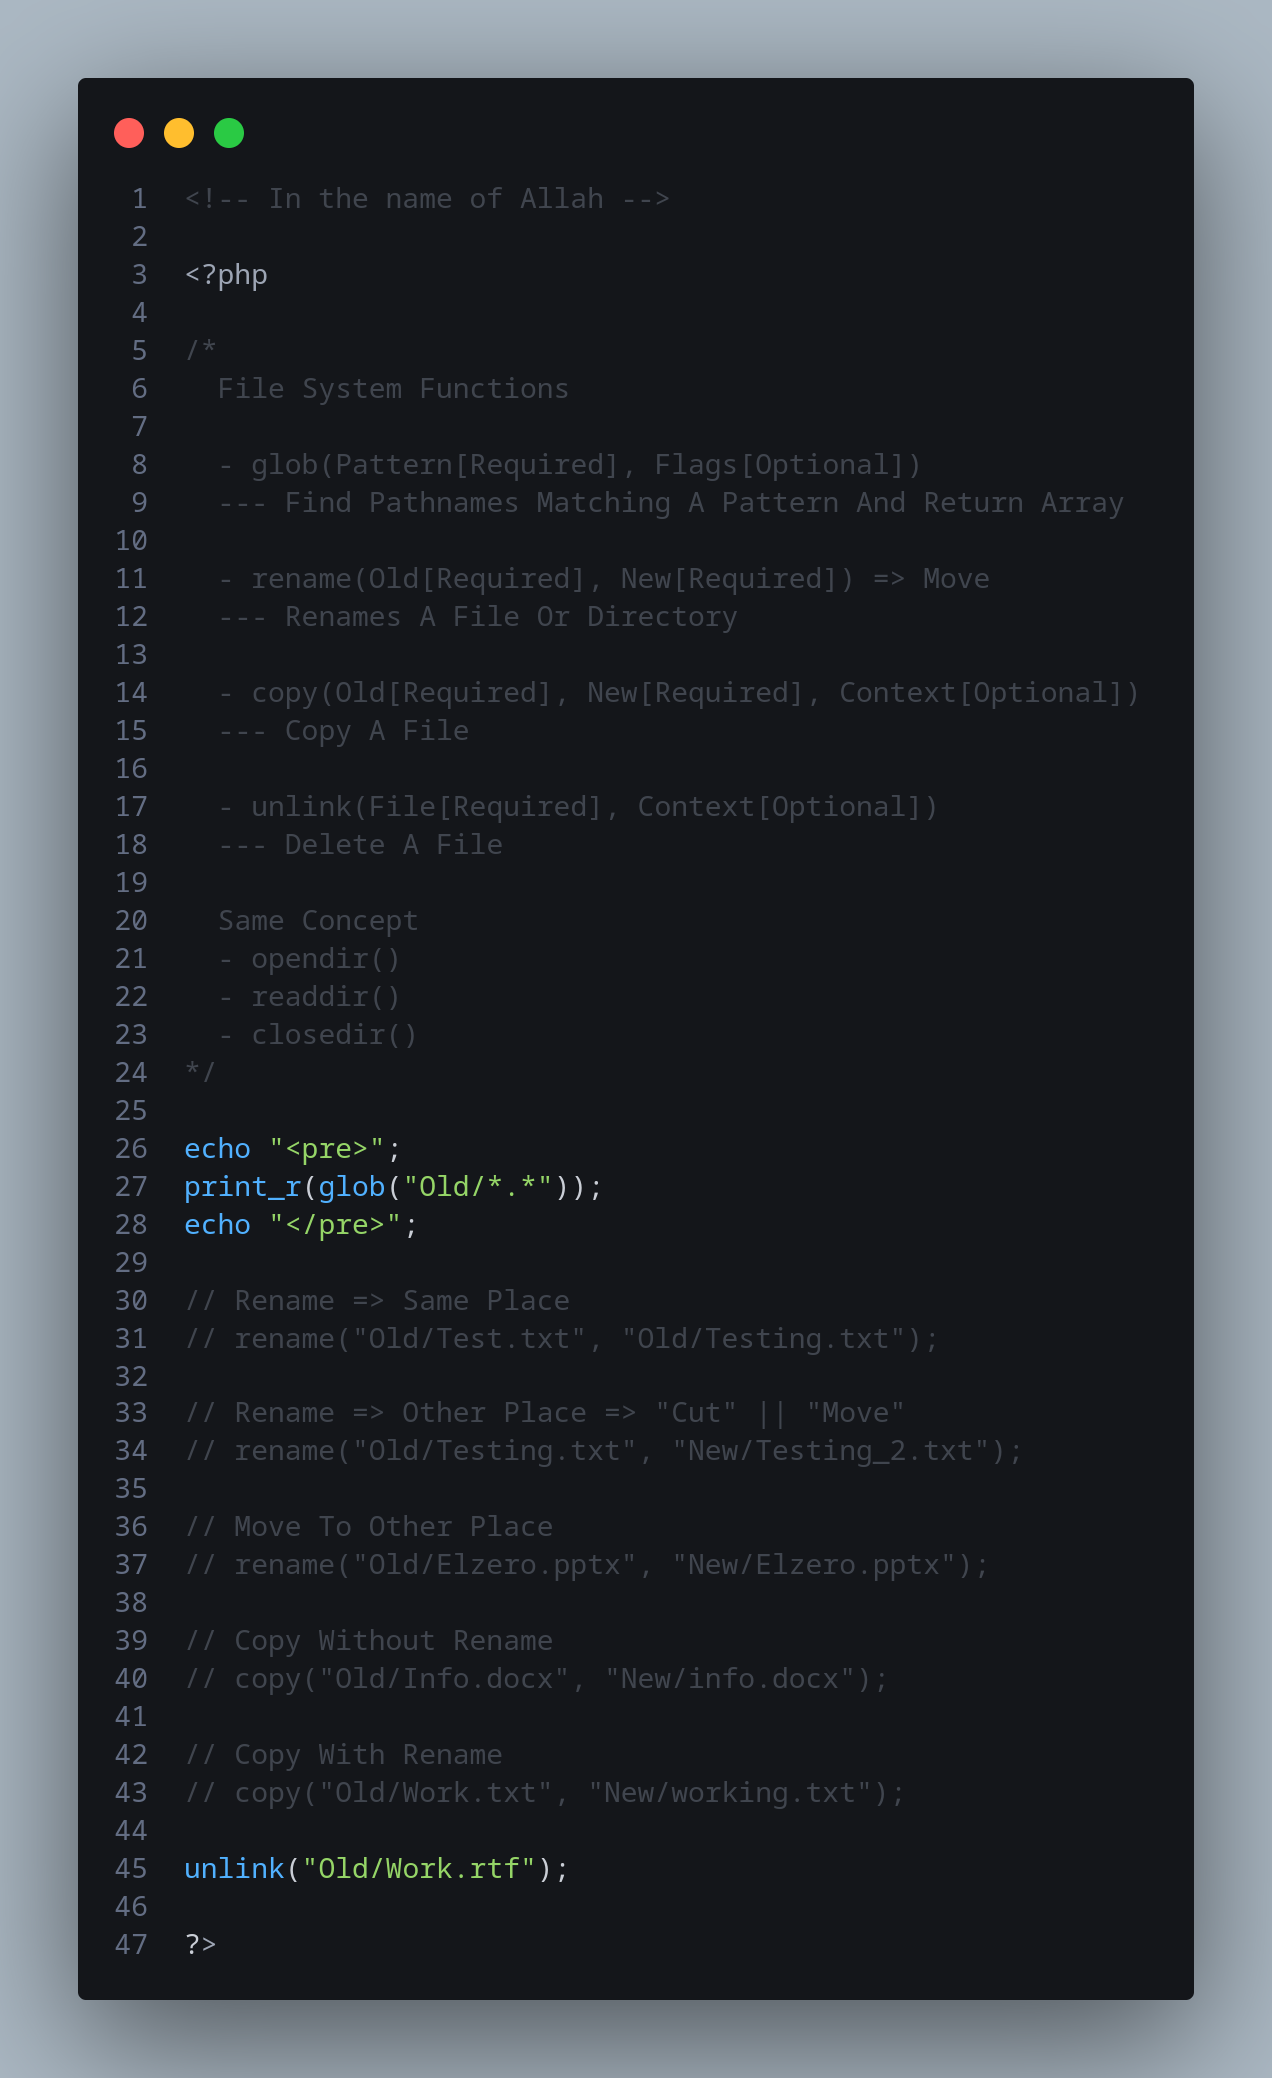 1 <!-- In the name of Allah -->
2
3 <?php
4
5 /*
6   File System Functions
7
8   - glob(Pattern[Required], Flags[Optional])
9   --- Find Pathnames Matching A Pattern And Return Array
10
11   - rename(Old[Required], New[Required]) => Move
12   --- Renames A File Or Directory
13
14   - copy(Old[Required], New[Required], Context[Optional])
15   --- Copy A File
16
17   - unlink(File[Required], Context[Optional])
18   --- Delete A File
19
20   Same Concept
21   - opendir()
22   - readdir()
23   - closedir()
24 */
25
26 echo "<pre>";
27 print_r(glob("Old/*.*"));
28 echo "</pre>";
29
30 // Rename => Same Place
31 // rename("Old/Test.txt", "Old/Testing.txt");
32
33 // Rename => Other Place => "Cut" || "Move"
34 // rename("Old/Testing.txt", "New/Testing_2.txt");
35
36 // Move To Other Place
37 // rename("Old/Elzero.pptx", "New/Elzero.pptx");
38
39 // Copy Without Rename
40 // copy("Old/Info.docx", "New/info.docx");
41
42 // Copy With Rename
43 // copy("Old/Work.txt", "New/working.txt");
44
45 unlink("Old/Work.rtf");
46
47 ?>